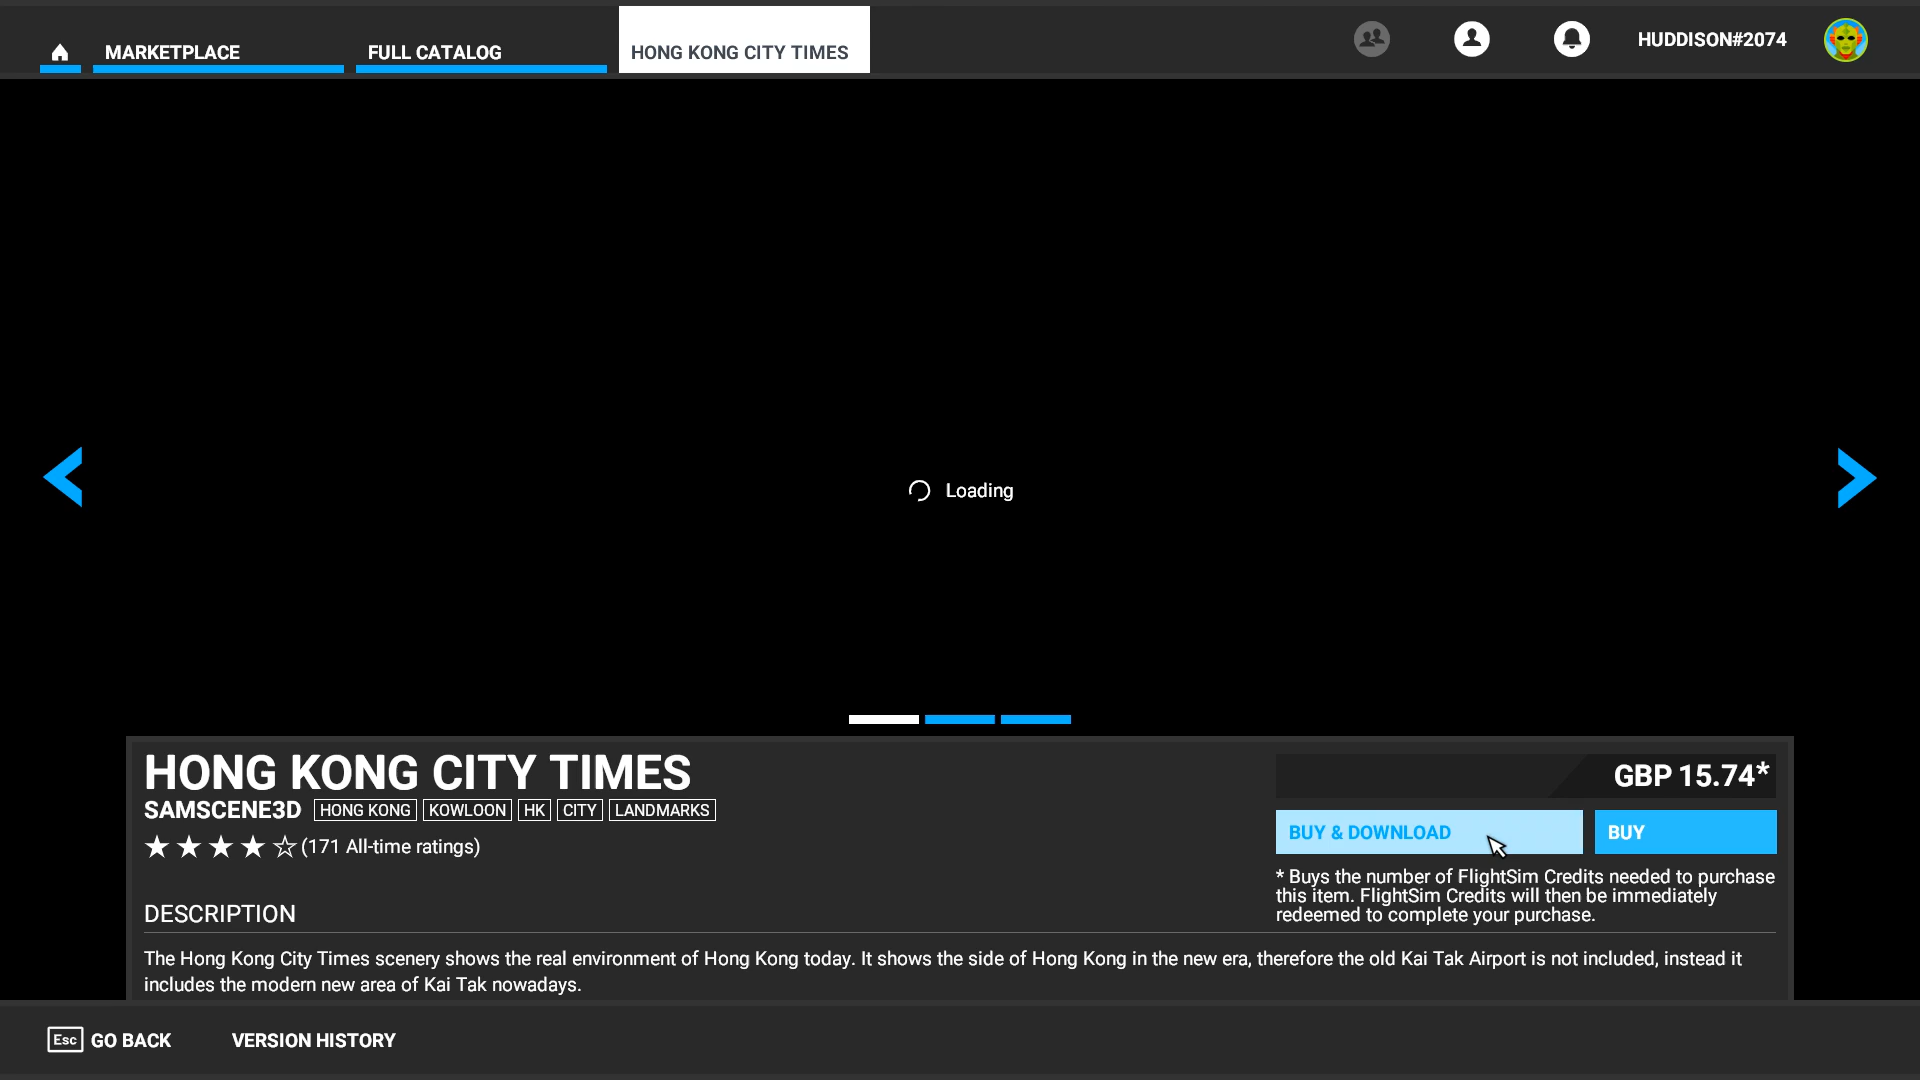 MARKETPLACE
FULL CATALOG
HONG KONG CITY TIMES
HUDDISON#2074
Loading
HONG KONG CITY TIMES
SAMSCENE3D HONG KONG KOWLOON HK CITY LANDMARKS
(171 All-time ratings)
GBP 15.74*
BUY & DOWNLOAD
BUY
* Buys the number of FlightSim Credits needed to purchase
this item. FlightSim Credits will then be immediately
redeemed to complete your purchase.
DESCRIPTION
The Hong Kong City Times scenery shows the real environment of Hong Kong today. It shows the side of Hong Kong in the new era, therefore the old Kai Tak Airport is not included, instead it
includes the modern new area of Kai Tak nowadays.
Esc GO BACK
VERSION HISTORY